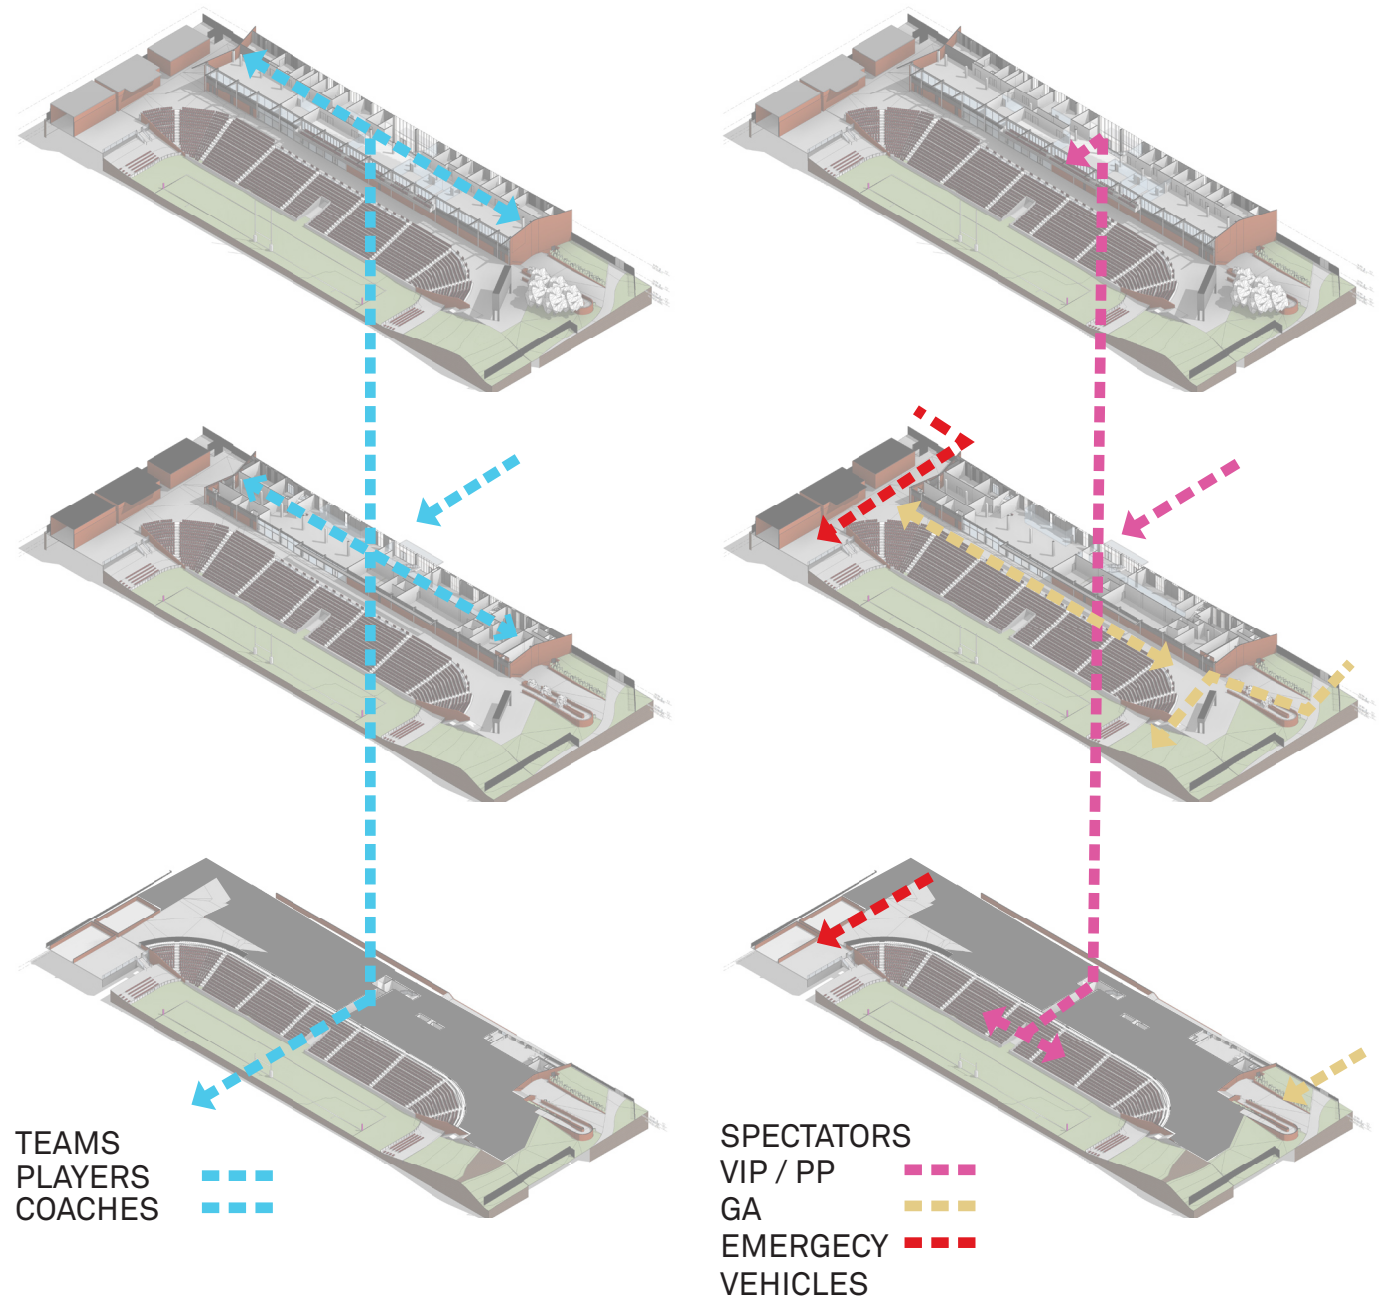 TEAMS
PLAYERS
COACHES
SPECTATORS
VIP / PP
GA
EMERGECY
VEHICLES